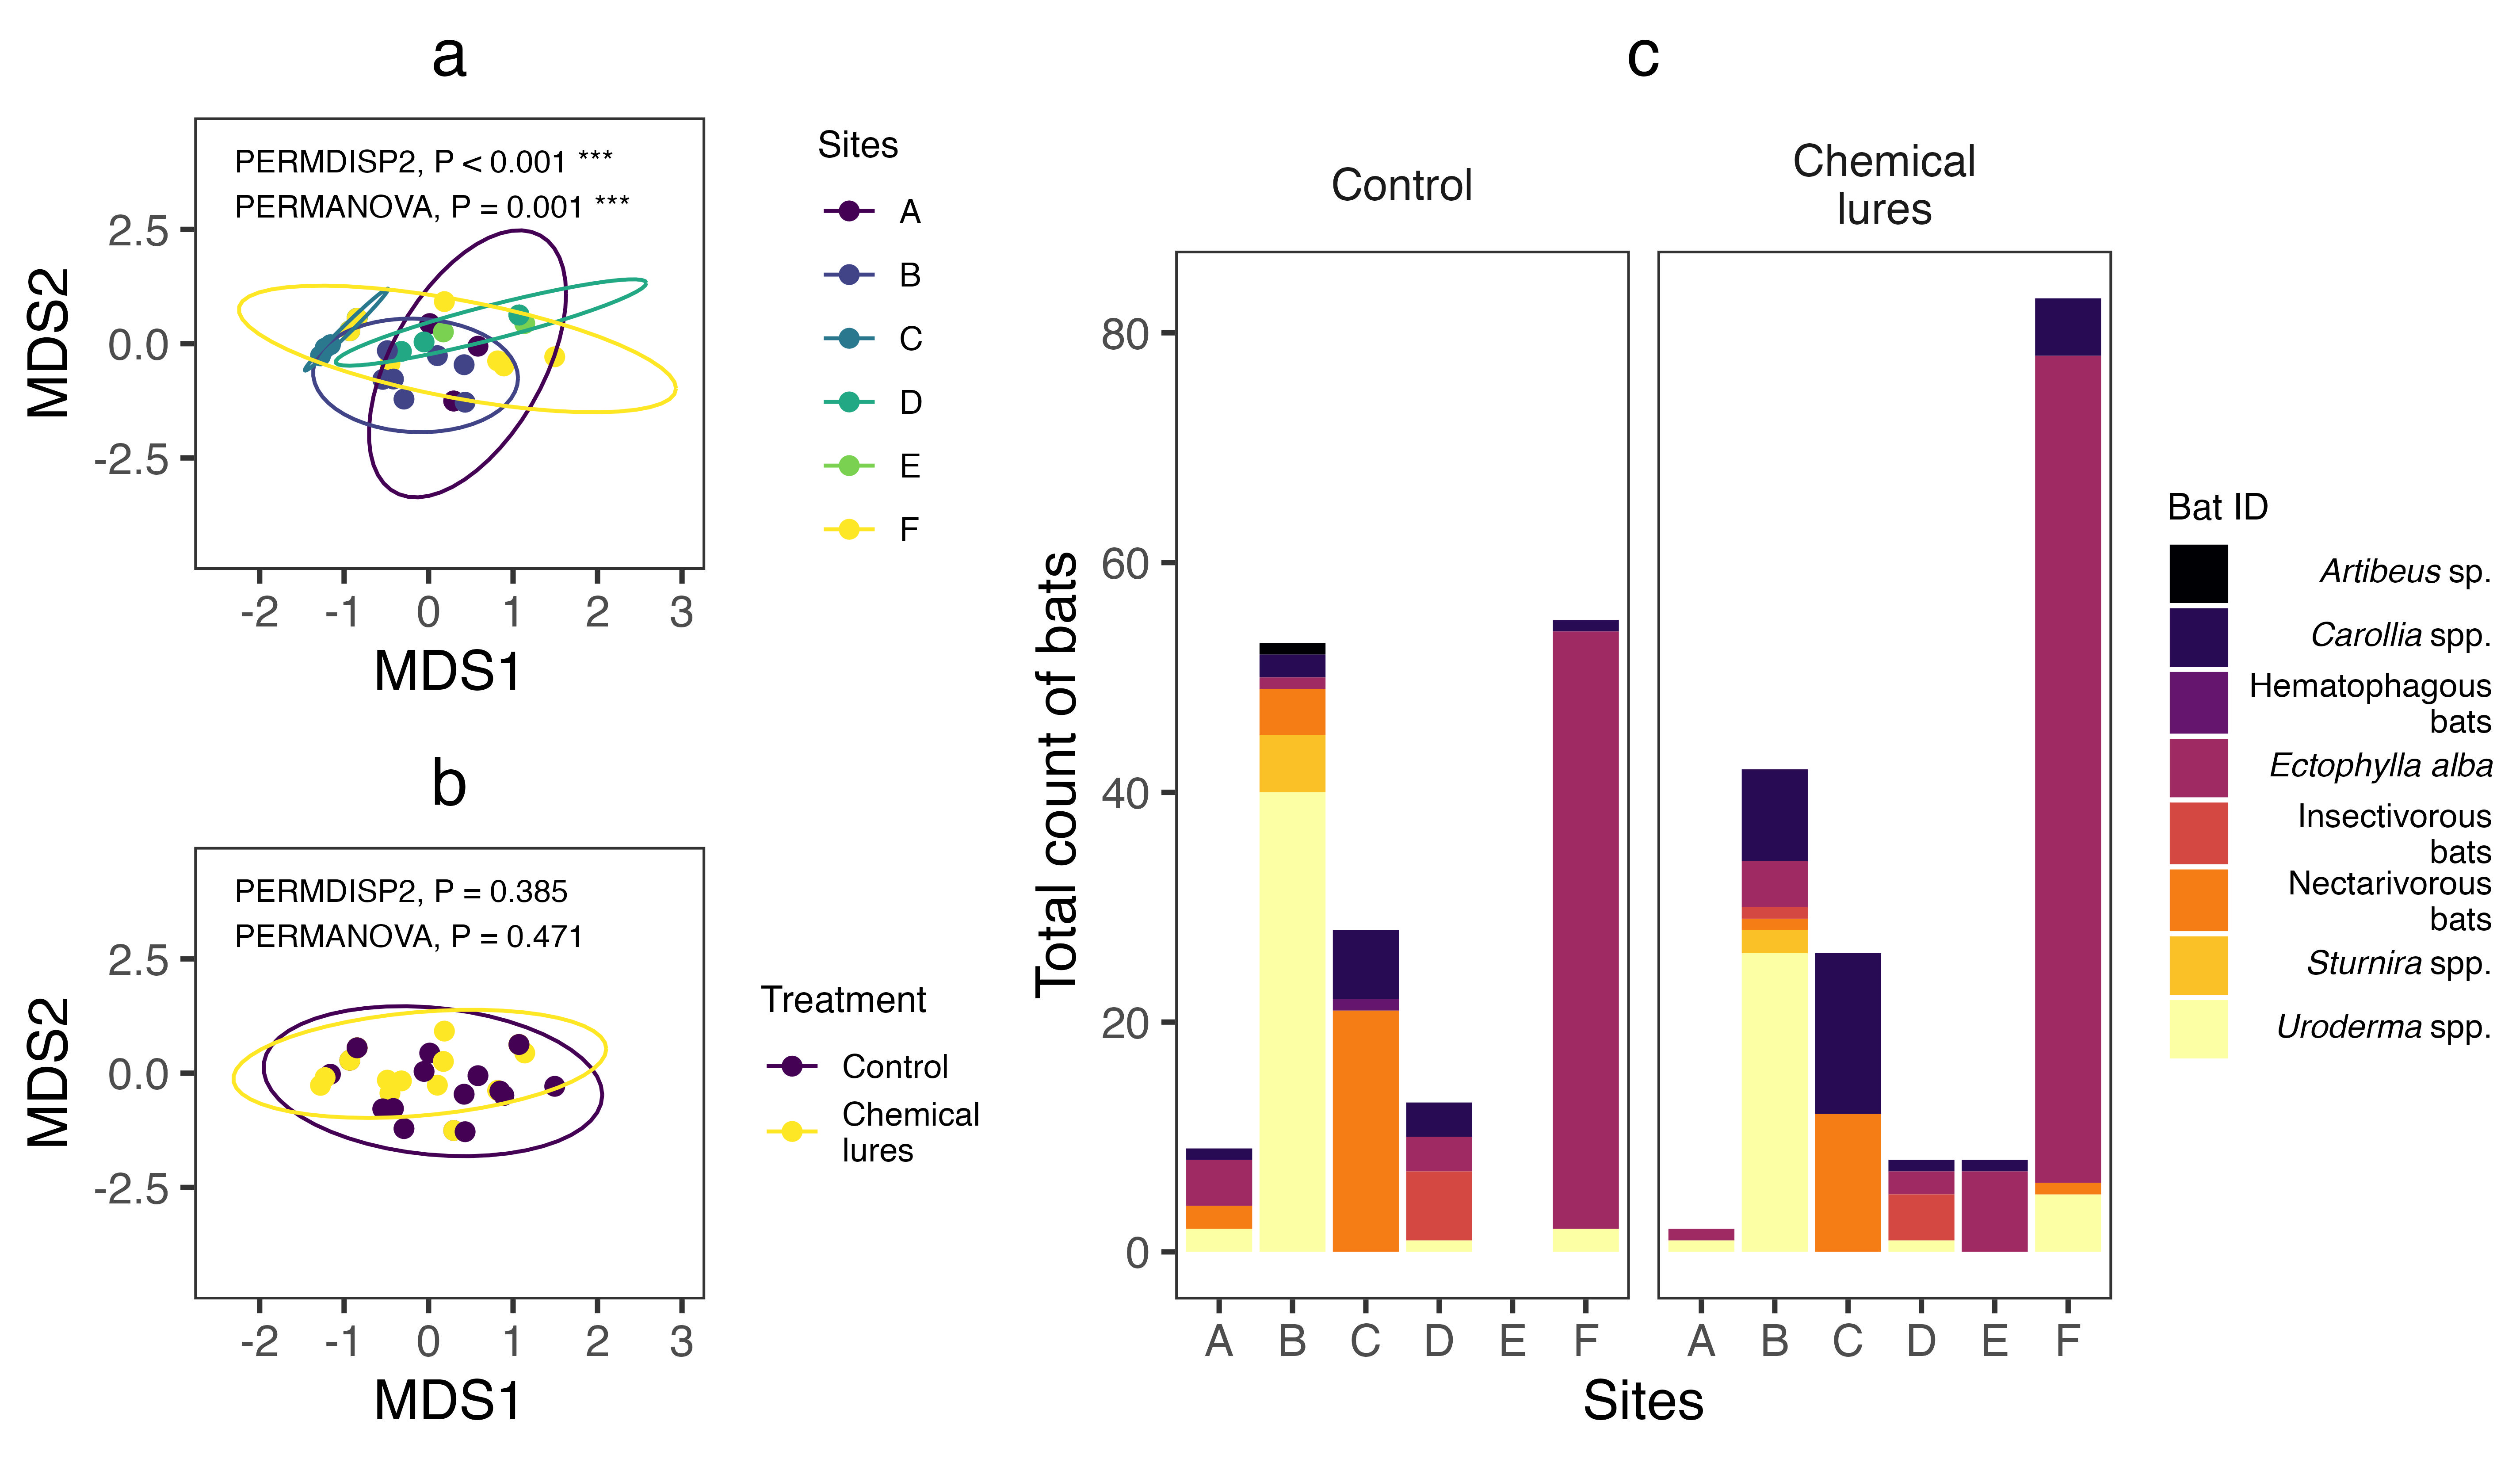 a
PERMDISP2, P < 0.001 ***
PERMANOVA, P = 0.001 ***
2.5
0.0
-2.5
MDS2
-2 -1 0 1 2 3
MDS1
Sites
A
B
C
D
E
F
b
PERMDISP2, P = 0.385
PERMANOVA, P = 0.471
2.5
0.0
-2.5
MDS2
-2 -1 0 1 2 3
MDS1
Treatment
Control
Chemical
lures
c
Control
Chemical
lures
Total count of bats
80
60
40
20
0
A B C D E F
A B C D E F
Sites
Bat ID
Artibeus sp.
Carollia spp.
Hematophagous
bats
Ectophylla alba
Insectivorous
bats
Nectarivorous
bats
Sturnira spp.
Uroderma spp.